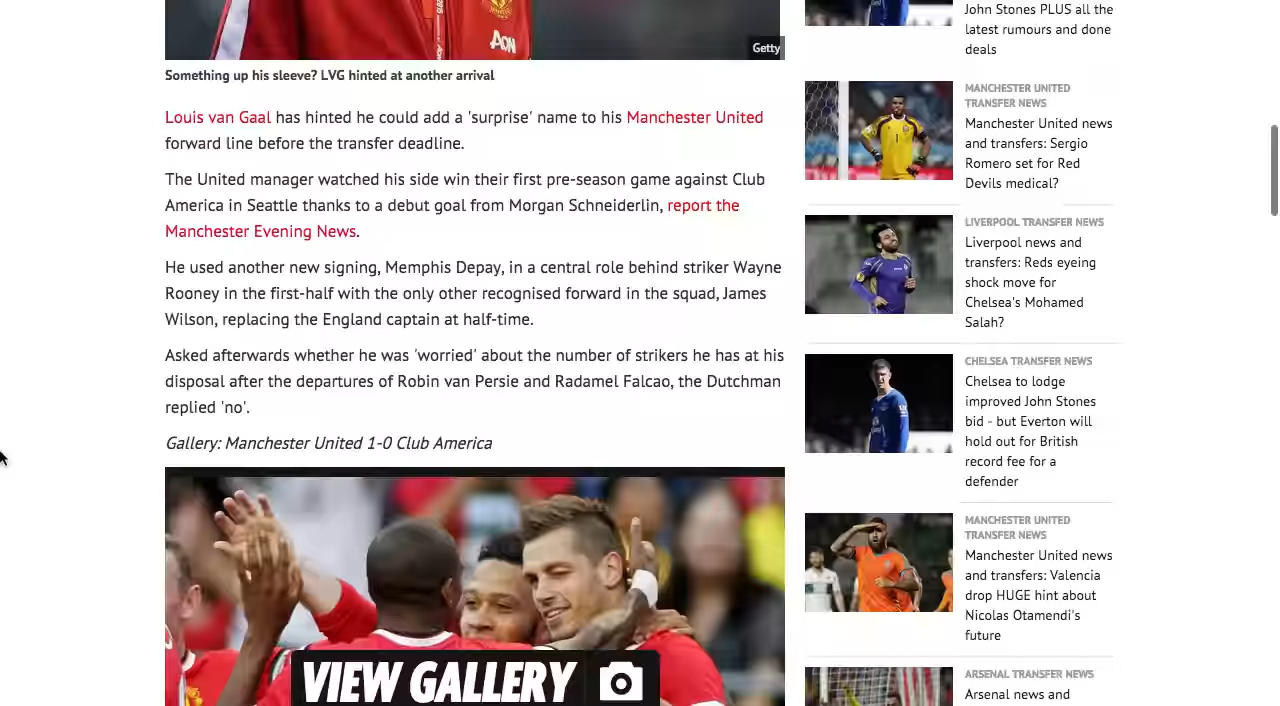 AON
Getty
Something up his sleeve? LVG hinted at another arrival
Louis van Gaal has hinted he could add a 'surprise' name to his Manchester United
forward line before the transfer deadline.
The United manager watched his side win their first pre-season game against Club
America in Seattle thanks to a debut goal from Morgan Schneiderlin, report the
Manchester Evening News.
He used another new signing, Memphis Depay, in a central role behind striker Wayne
Rooney in the first-half with the only other recognised forward in the squad, James
Wilson, replacing the England captain at half-time.
Asked afterwards whether he was 'worried' about the number of strikers he has at his
disposal after the departures of Robin van Persie and Radamel Falcao, the Dutchman
replied 'no'.
Gallery: Manchester United 1-0 Club America
VIEW GALLERY
John Stones PLUS all the
latest rumours and done
deals
MANCHESTER UNITED
TRANSFER NEWS
Manchester United news
and transfers: Sergio
Romero set for Red
Devils medical?
LIVERPOOL TRANSFER NEWS
Liverpool news and
transfers: Reds eyeing
shock move for
Chelsea's Mohamed
Salah?
CHELSEA TRANSFER NEWS
Chelsea to lodge
improved John Stones
bid - but Everton will
hold out for British
record fee for a
defender
MANCHESTER UNITED
TRANSFER NEWS
Manchester United news
and transfers: Valencia
drop HUGE hint about
Nicolas Otamendi's
future
ARSENAL TRANSFER NEWS
Arsenal news and